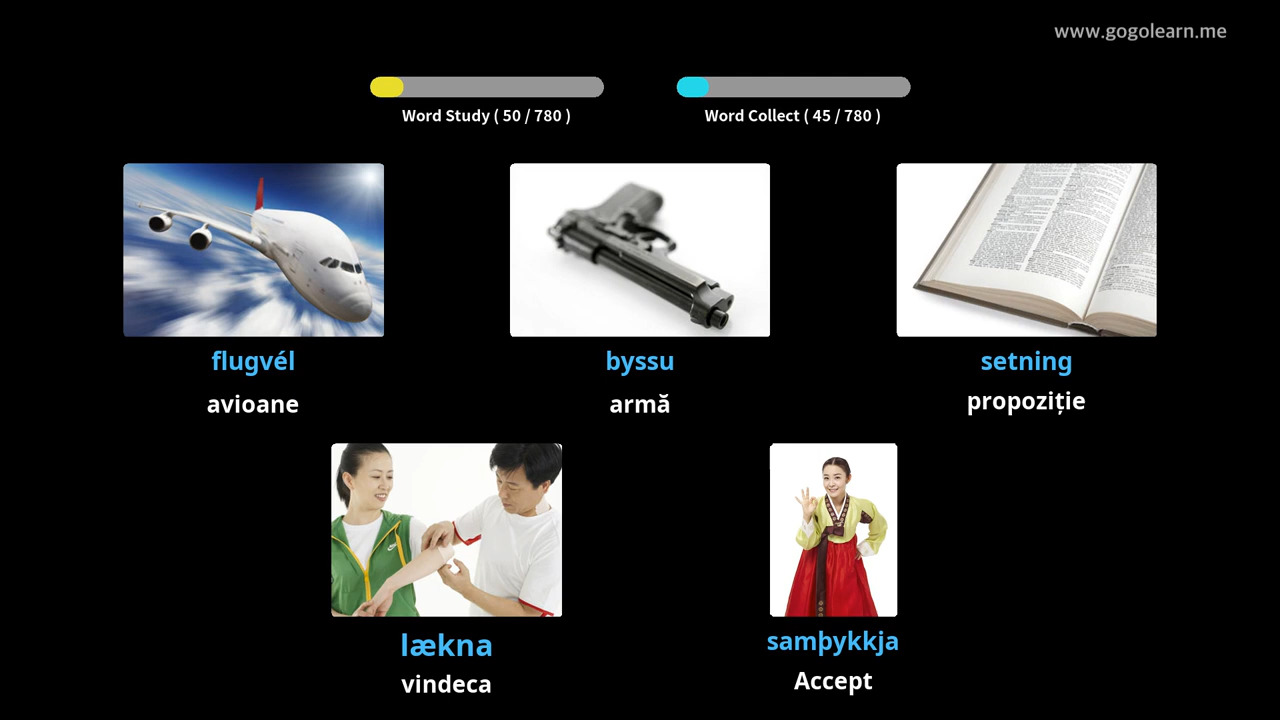 www.gogolearn.me
Word Study ( 50 / 780 )
Word Collect ( 45 / 780 )
flugvél
byssu
setning
avioane
armă
propoziție
lækna
samþykkja
vindeca
Accept